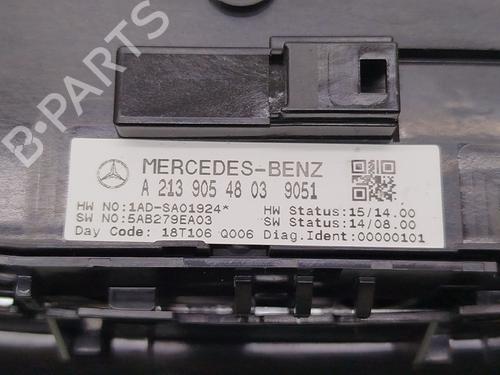 B-PARTS
MERCEDES-BENZ
A 213 905 48 03 9051
HW NO:1AD-SA01924* HW Status:15/14.00
SW NO:5AB279EA03 SW Status:14/08.00
Day Code: 18T106 Q006 Diag.Ident:00000101